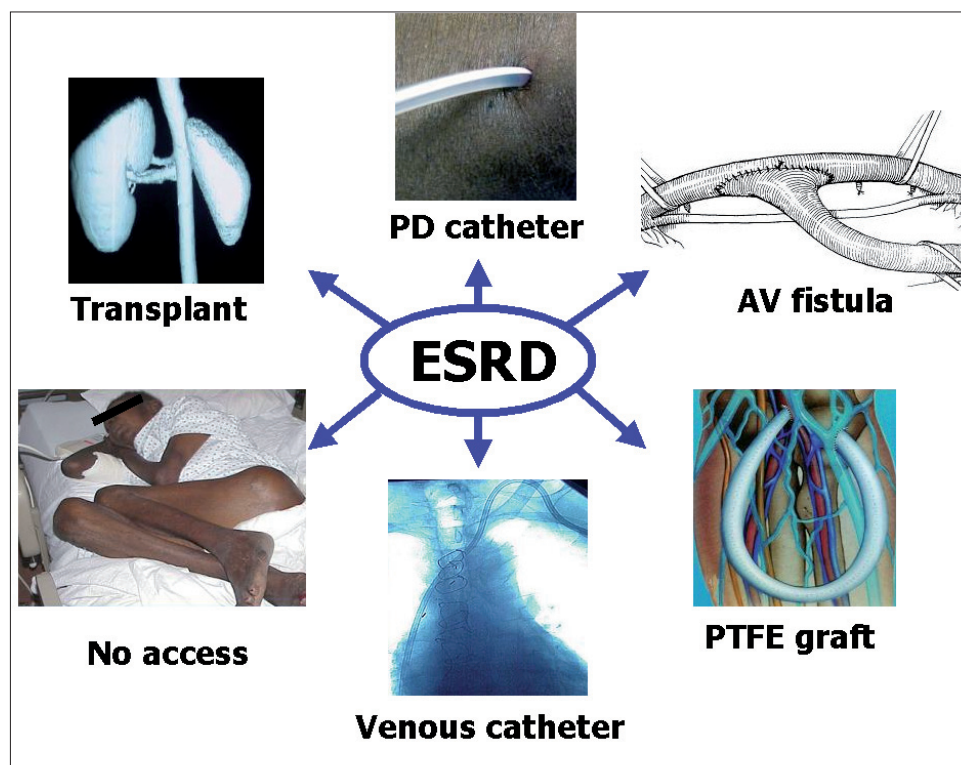 PD catheter
Transplant
AV fistula
ESRD
No access
PTFE graft
Venous catheter